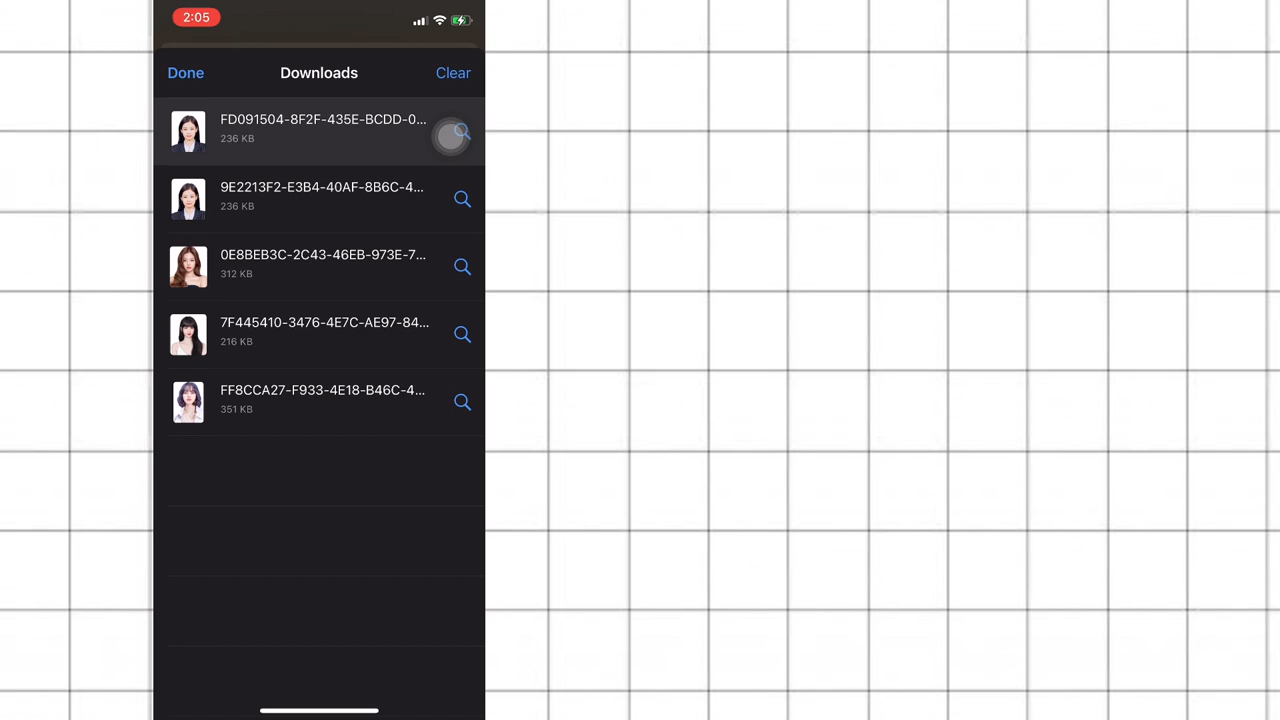 2:05
Done Downloads Clear
FD091504-8F2F-435E-BCDD-0...
236 KB
9E2213F2-E3B4-40AF-8B6C-4...
236 KB
0E8BEB3C-2C43-46EB-973E-7...
312 KB
7F445410-3476-4E7C-AE97-84...
216 KB
FF8CCA27-F933-4E18-B46C-4...
351 KB